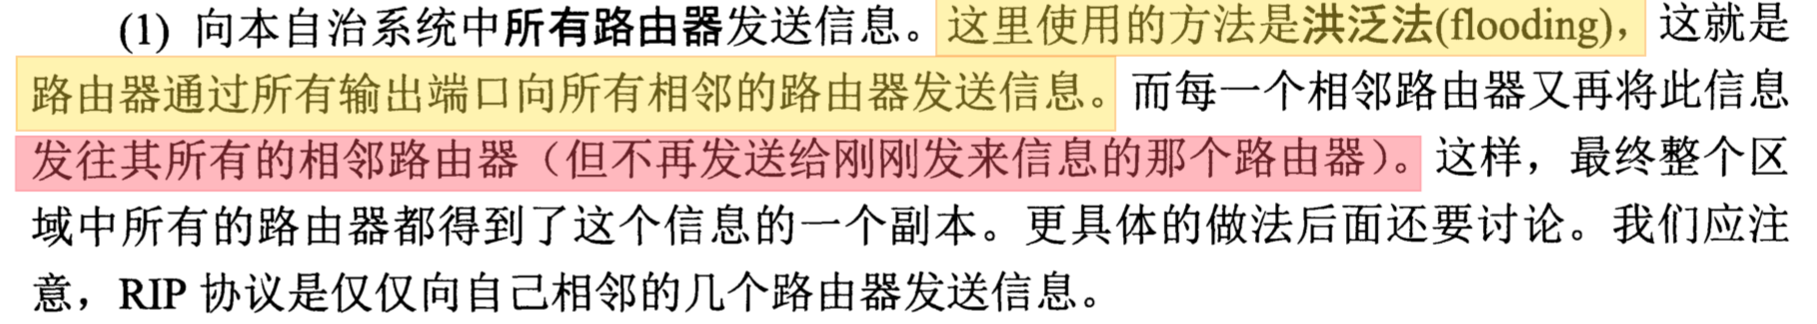 (1) 向本自治系统中所有路由器发送信息。这里使用的方法是洪泛法(flooding)，这就是
路由器通过所有输出端口向所有相邻的路由器发送信息。而每一个相邻路由器又再将此信息
发往其所有的相邻路由器（但不再发送给刚刚发来信息的那个路由器）。这样，最终整个区
域中所有的路由器都得到了这个信息的一个副本。更具体的做法后面还要讨论。我们应注
意，RIP 协议是仅仅向自己相邻的几个路由器发送信息。